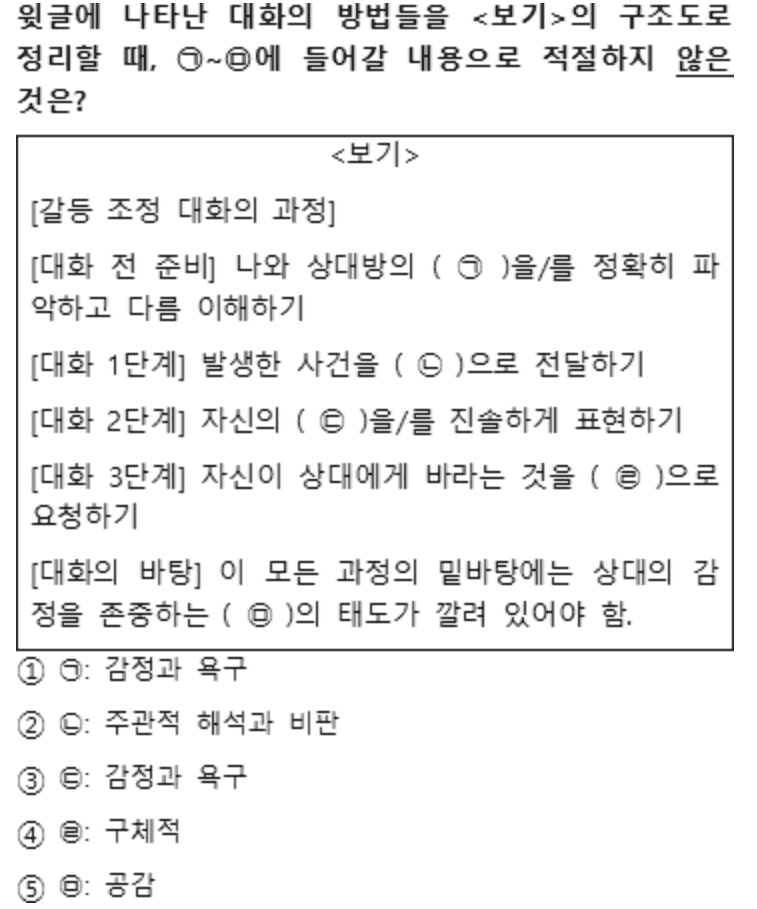 윗글에 나타난 대화의 방법들을 <보기>의 구조도로
정리할 때, ㉠~㉤에 들어갈 내용으로 적절하지 않은
것은?
<보기>
[갈등 조정 대화의 과정]
[대화 전 준비] 나와 상대방의 ( ㉠ )을/를 정확히 파
악하고 다름 이해하기
[대화 1단계] 발생한 사건을 ( ㉡ )으로 전달하기
[대화 2단계] 자신의 ( ㉢ )을/를 진솔하게 표현하기
[대화 3단계] 자신이 상대에게 바라는 것을 ( ㉣ )으로
요청하기
[대화의 바탕] 이 모든 과정의 밑바탕에는 상대의 감
정을 존중하는 ( ㉤ )의 태도가 깔려 있어야 함.
① ㉠: 감정과 욕구
② ㉡: 주관적 해석과 비판
③ ㉢: 감정과 욕구
④ ㉣: 구체적
⑤ ㉤: 공감